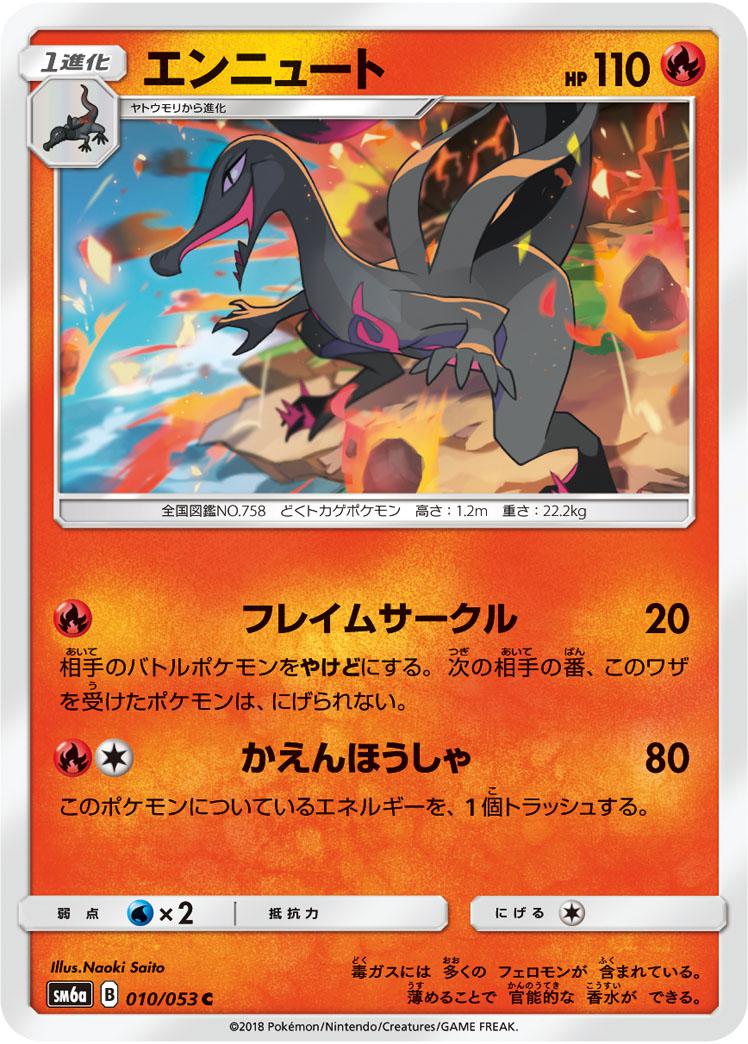 1進化 エンニュート HP 110
ヤトウモリから進化
全国図鑑NO.758 どくトカゲポケモン 高さ：1.2m 重さ：22.2kg
フレイムサークル 20
相手のバトルポケモンをやけどにする。次の相手の番、このワザ
を受けたポケモンは、にげられない。
かえんほうしゃ 80
このポケモンについているエネルギーを、1個トラッシュする。
弱点 ×2 抵抗力 にげる
Illus.Naoki Saito
毒ガスには 多くの フェロモンが 含まれている。
薄めることで 官能的な 香水が できる。
SM6a B 010/053 C
©2018 Pokémon/Nintendo/Creatures/GAME FREAK.